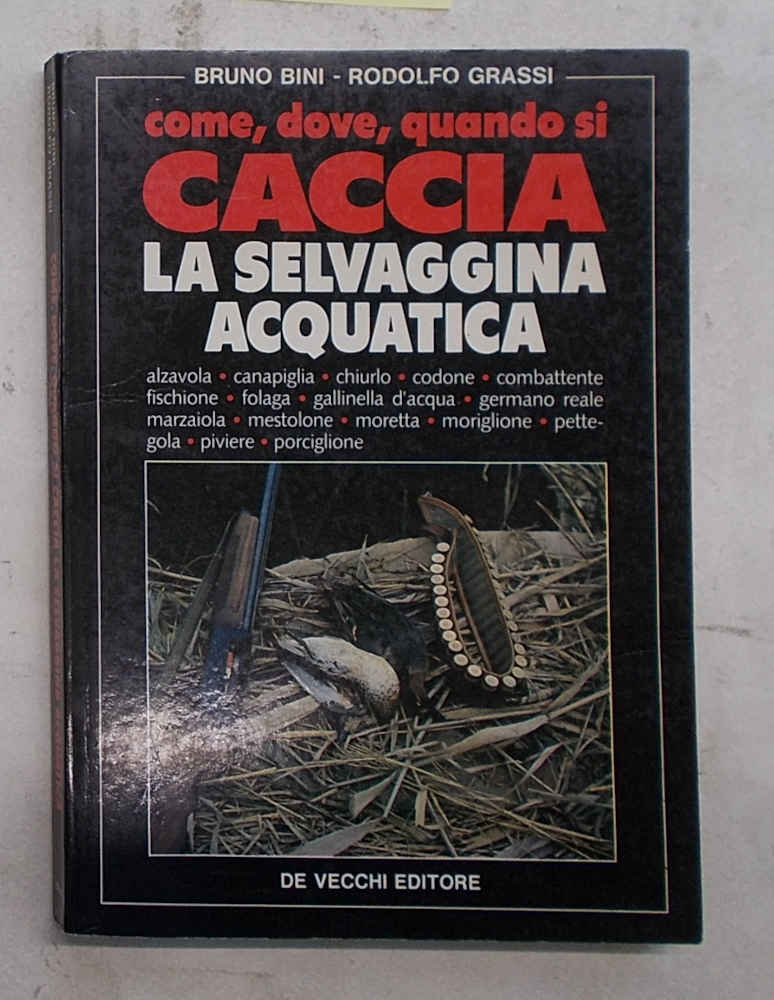 BRUNO BINI - RODOLFO GRASSI
come, dove, quando si
CACCIA
LA SELVAGGINA
ACQUATICA
alzavola • canapiglia • chiurlo • codone • combattente
fischione • folaga • gallinella d'acqua • germano reale
marzaiola • mestolone • moretta • moriglione • pette-
gola • piviere • porciglione
DE VECCHI EDITORE